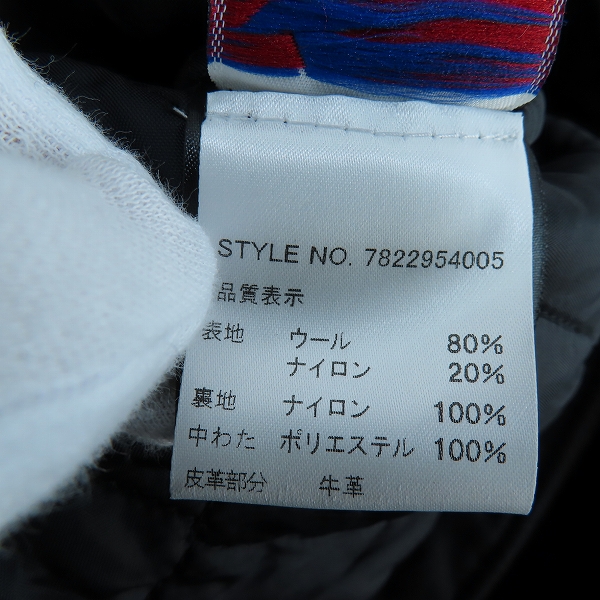 STYLE NO. 7822954005
品質表示
表地 ウール 80%
ナイロン 20%
裏地 ナイロン 100%
中わた ポリエステル 100%
皮革部分 牛革